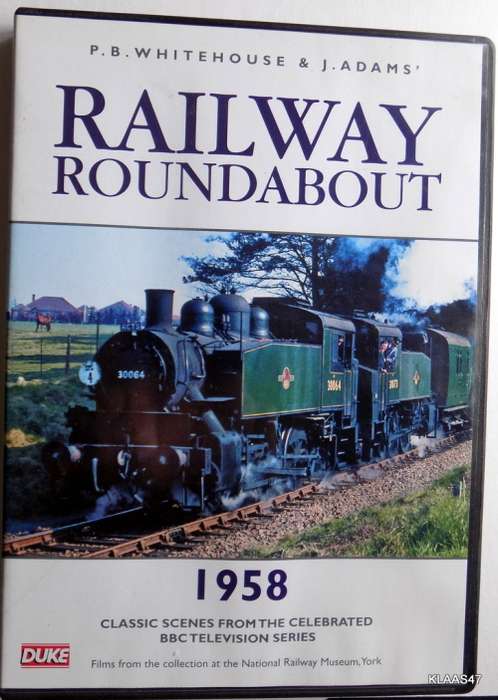 P.B.WHITEHOUSE & J.ADAMS'
RAILWAY
ROUNDABOUT
4
30064
30064
1958
CLASSIC SCENES FROM THE CELEBRATED
BBC TELEVISION SERIES
DUKE
Films from the collection at the National Railway Museum, York
KLAAS47